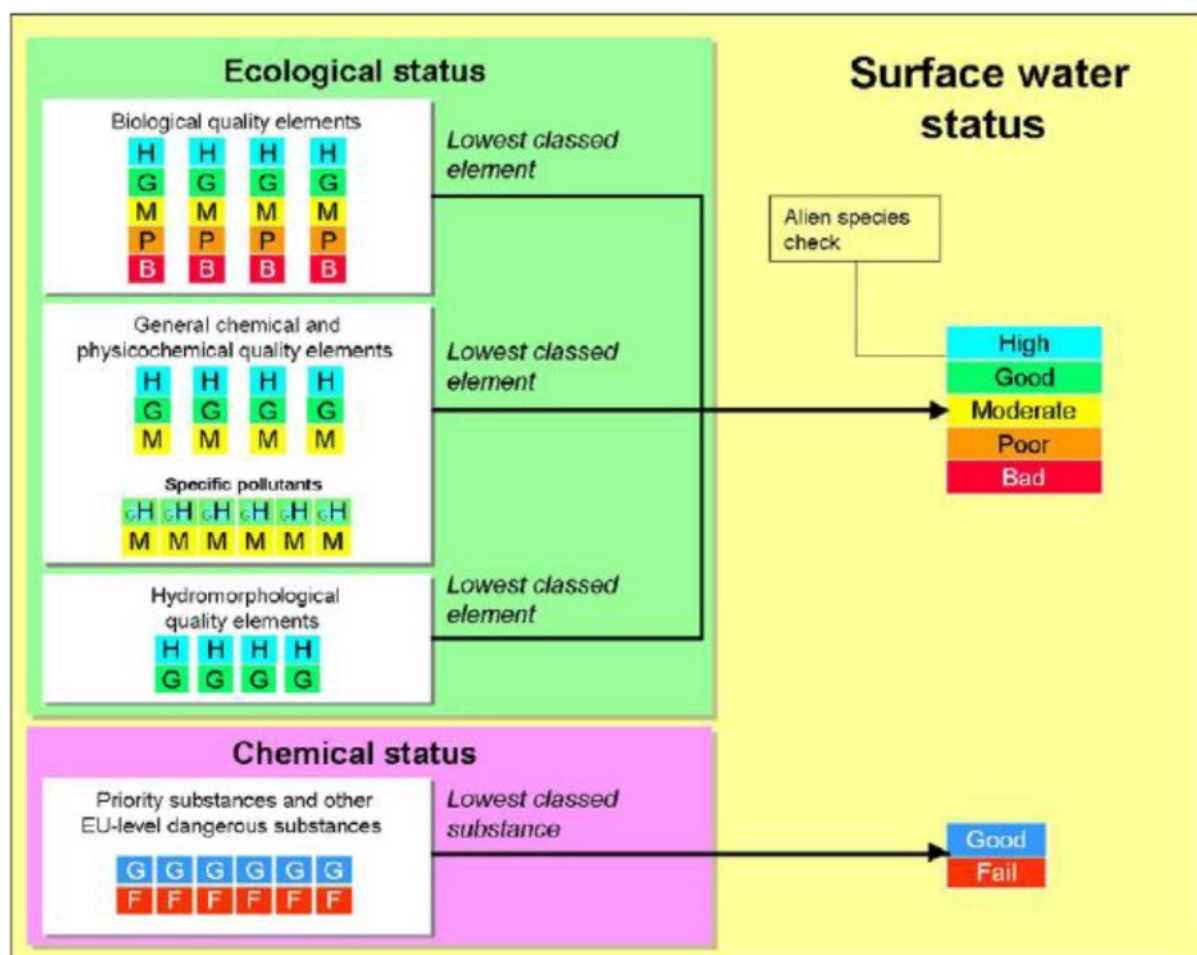 Ecological status
Surface water
status
Biological quality elements
H H H H
G G G G
M M M M
P P P P
B B B B
Lowest classed
element
Alien species
check
General chemical and
physicochemical quality elements
H H H H
G G G G
M M M M
Lowest classed
element
Specific pollutants
GH GH GH GH GH GH
M M M M M M
High
Good
Moderate
Poor
Bad
Hydromorphological
quality elements
H H H H
G G G G
Lowest classed
element
Chemical status
Priority substances and other
EU-level dangerous substances
G G G G G G
F F F F F F
Lowest classed
substance
Good
Fail